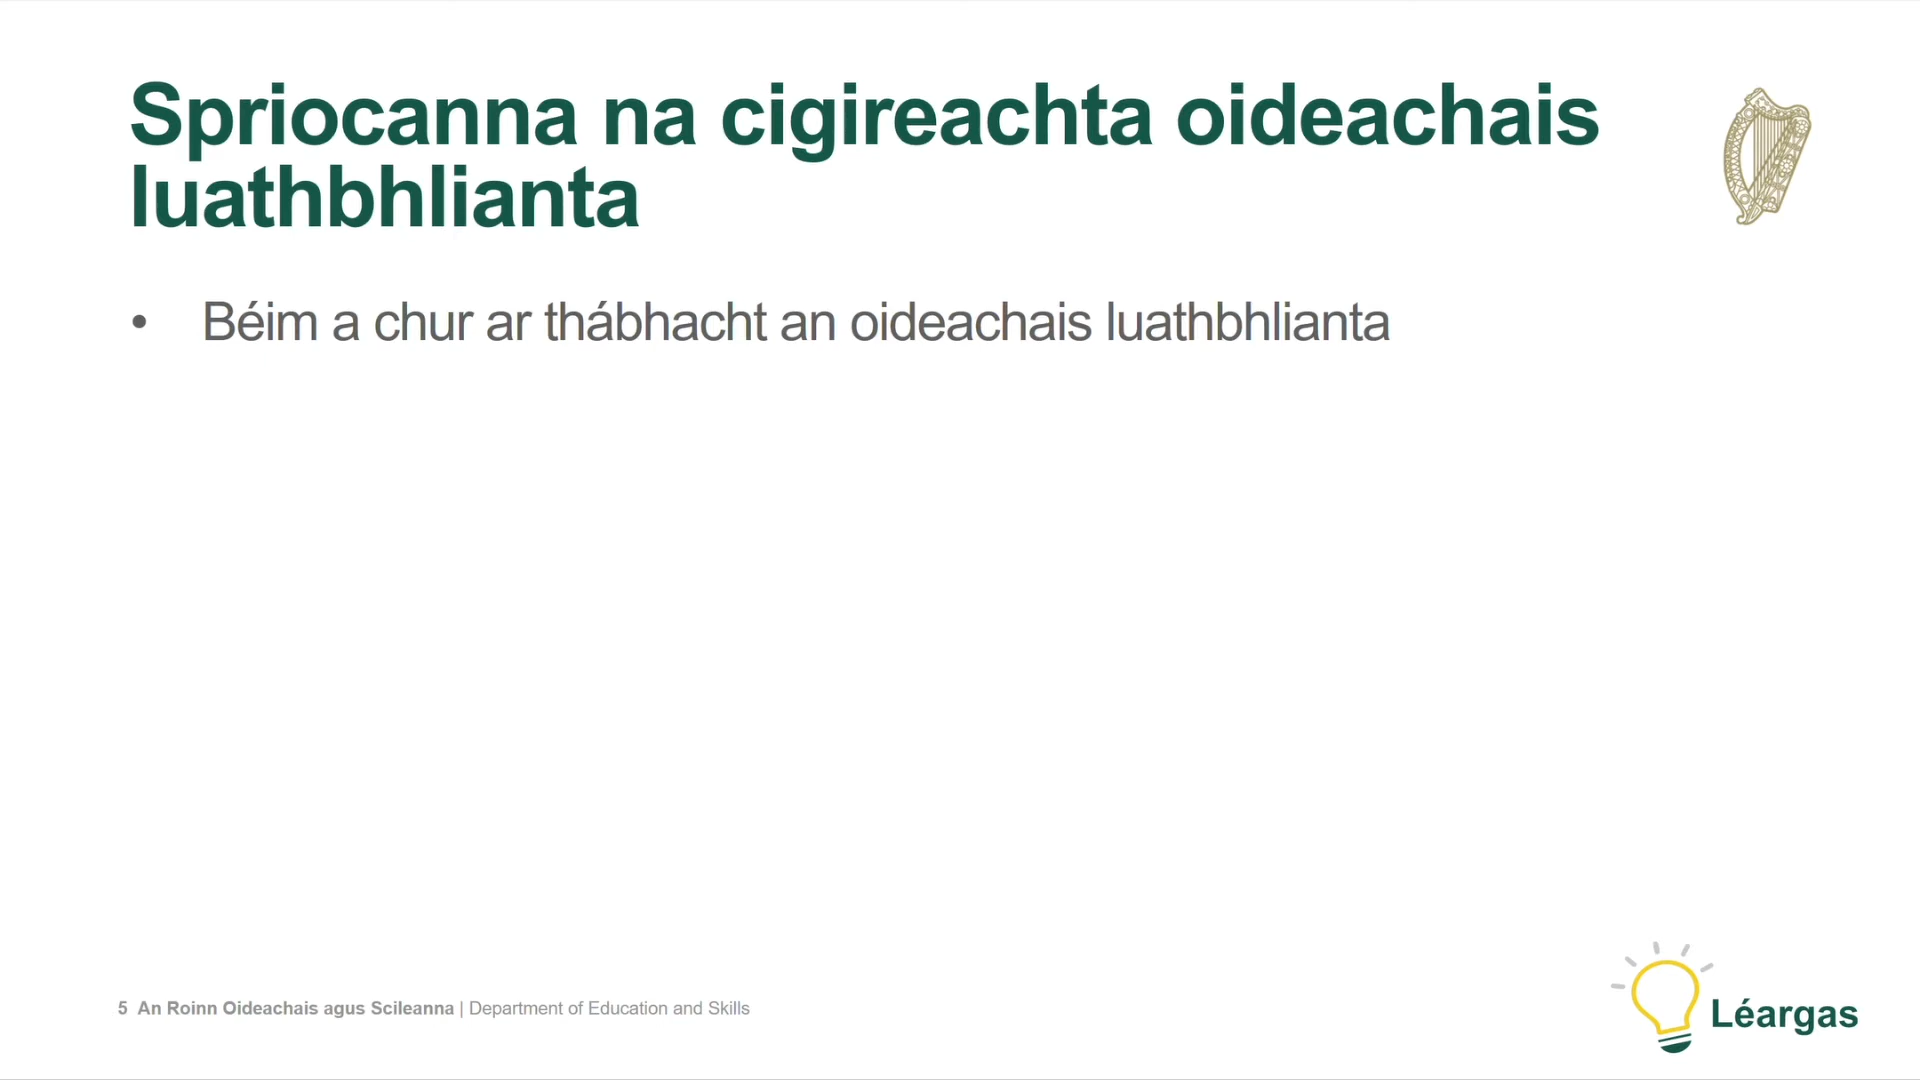 Spriocanna na cigireachta oideachais
luathbhlianta
• Béim a chur ar thábhacht an oideachais luathbhlianta
5 An Roinn Oideachais agus Scileanna | Department of Education and Skills
Léargas